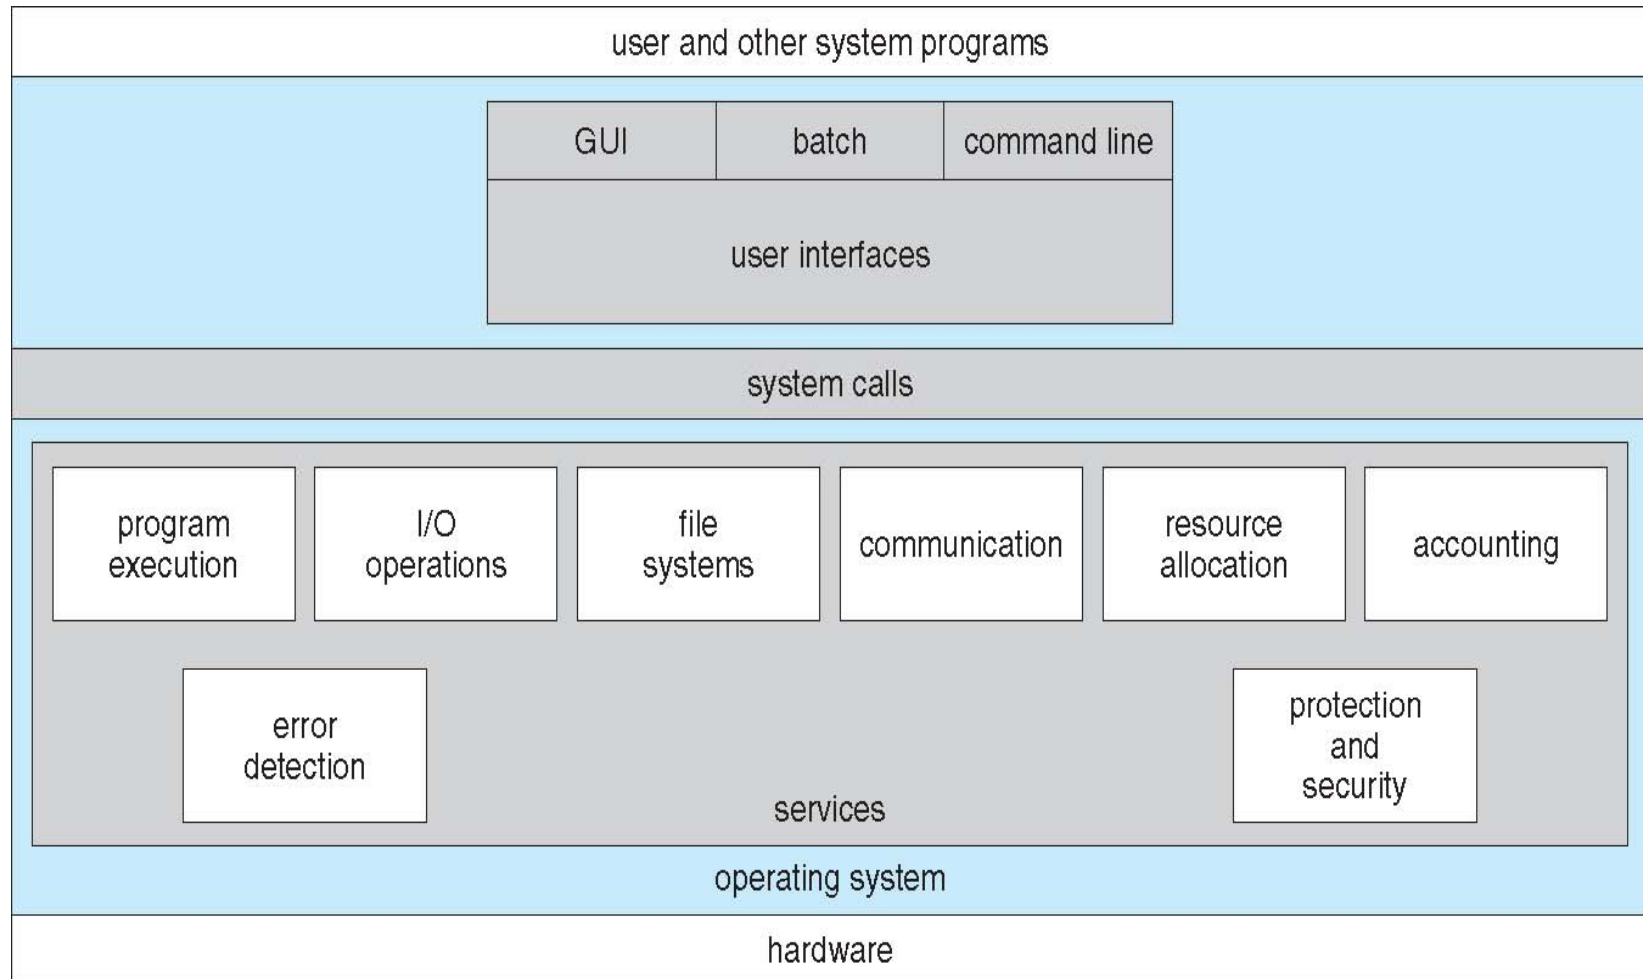 user and other system programs
GUI
batch
command line
user interfaces
system calls
program
execution
I/O
operations
file
systems
communication
resource
allocation
accounting
error
detection
protection
and
security
services
operating system
hardware